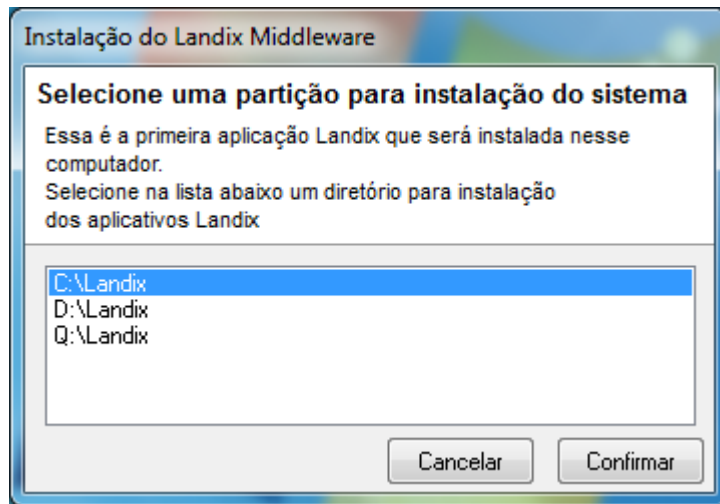 Instalação do Landix Middleware
Selecione uma partição para instalação do sistema
Essa é a primeira aplicação Landix que será instalada nesse
computador.
Selecione na lista abaixo um diretório para instalação
dos aplicativos Landix
C:\Landix
D:\Landix
Q:\Landix
Cancelar
Confirmar